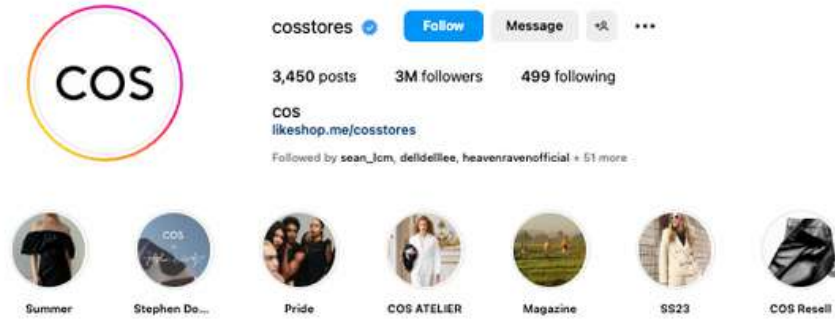 COS
cosstores Follow Message
3,450 posts 3M followers 499 following
COS
likeshop.me/cosstores
Followed by sean_lcm, delldelllee, heavenravenofficial + 51 more
COS
Summer Stephen Do... Pride COS ATELIER Magazine SS23 COS Resell